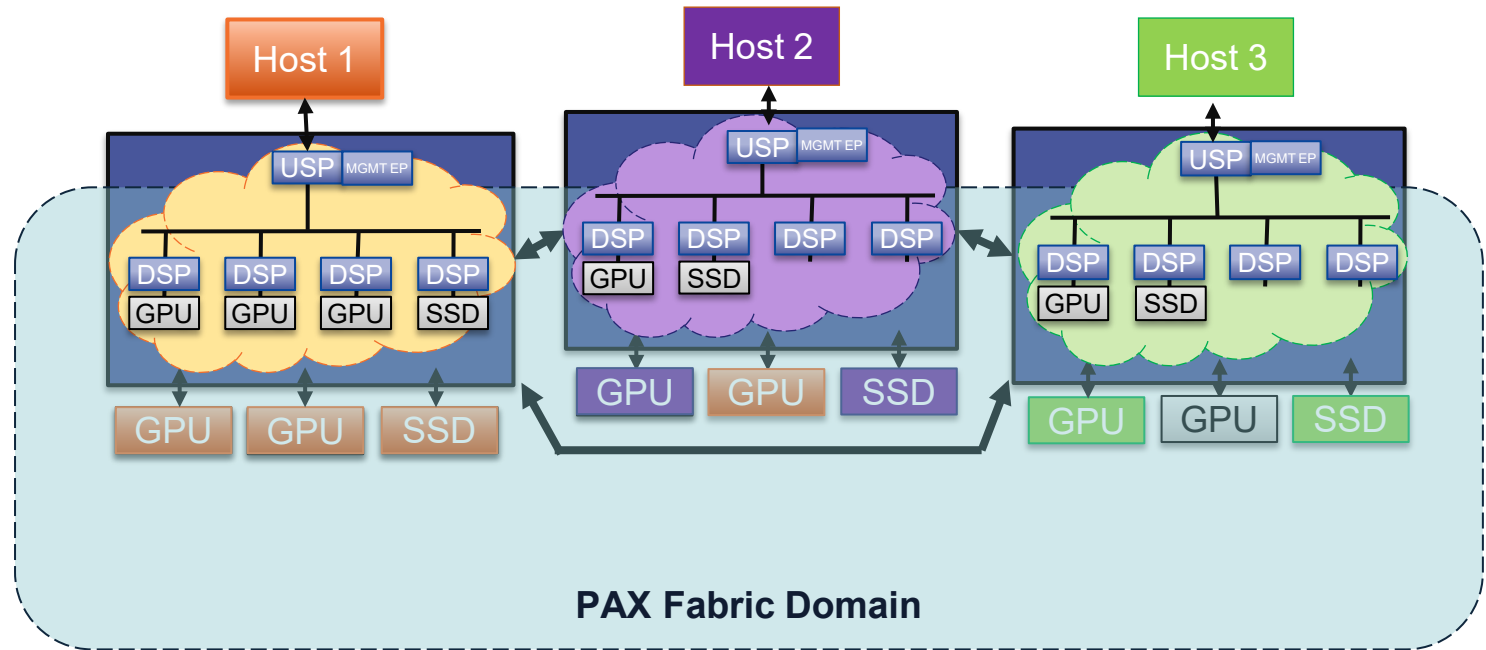 Host 1
Host 2
Host 3
USP MGMT EP
DSP DSP DSP DSP
GPU GPU GPU SSD
GPU GPU SSD
USP MGMT EP
DSP DSP DSP DSP
GPU SSD
GPU GPU SSD
USP MGMT EP
DSP DSP DSP DSP
GPU SSD
GPU GPU SSD
PAX Fabric Domain